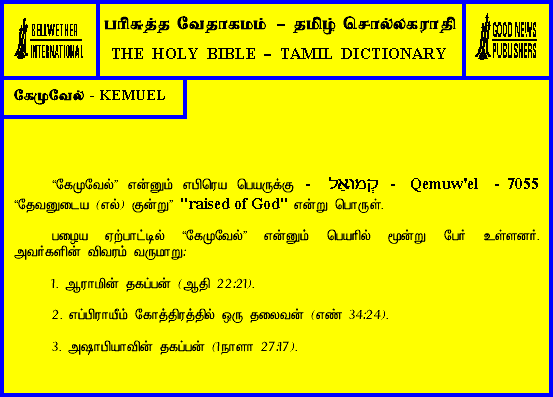 BELLWETHER
INTERNATIONAL
பரிசுத்த வேதாகமம் – தமிழ் சொல்லகராதி
THE HOLY BIBLE – TAMIL DICTIONARY
GOOD NEWS
PUBLISHERS
கேமுவேல் - KEMUEL
“கேமுவேல்” என்னும் எபிரெய பெயருக்கு - קְמוּאֵל - Qemuw'el - 7055
“தேவனுடைய (எல்) குன்று” "raised of God" என்று பொருள்.
பழைய ஏற்பாட்டில் “கேமுவேல்” என்னும் பெயரில் மூன்று பேர் உள்ளனர்.
அவர்களின் விவரம் வருமாறு:
1. ஆராமின் தகப்பன் (ஆதி 22:21).
2. எப்பிராயீம் கோத்திரத்தில் ஒரு தலைவன் (எண் 34:24).
3. அஷாபியாவின் தகப்பன் (1நாளா 27:17).